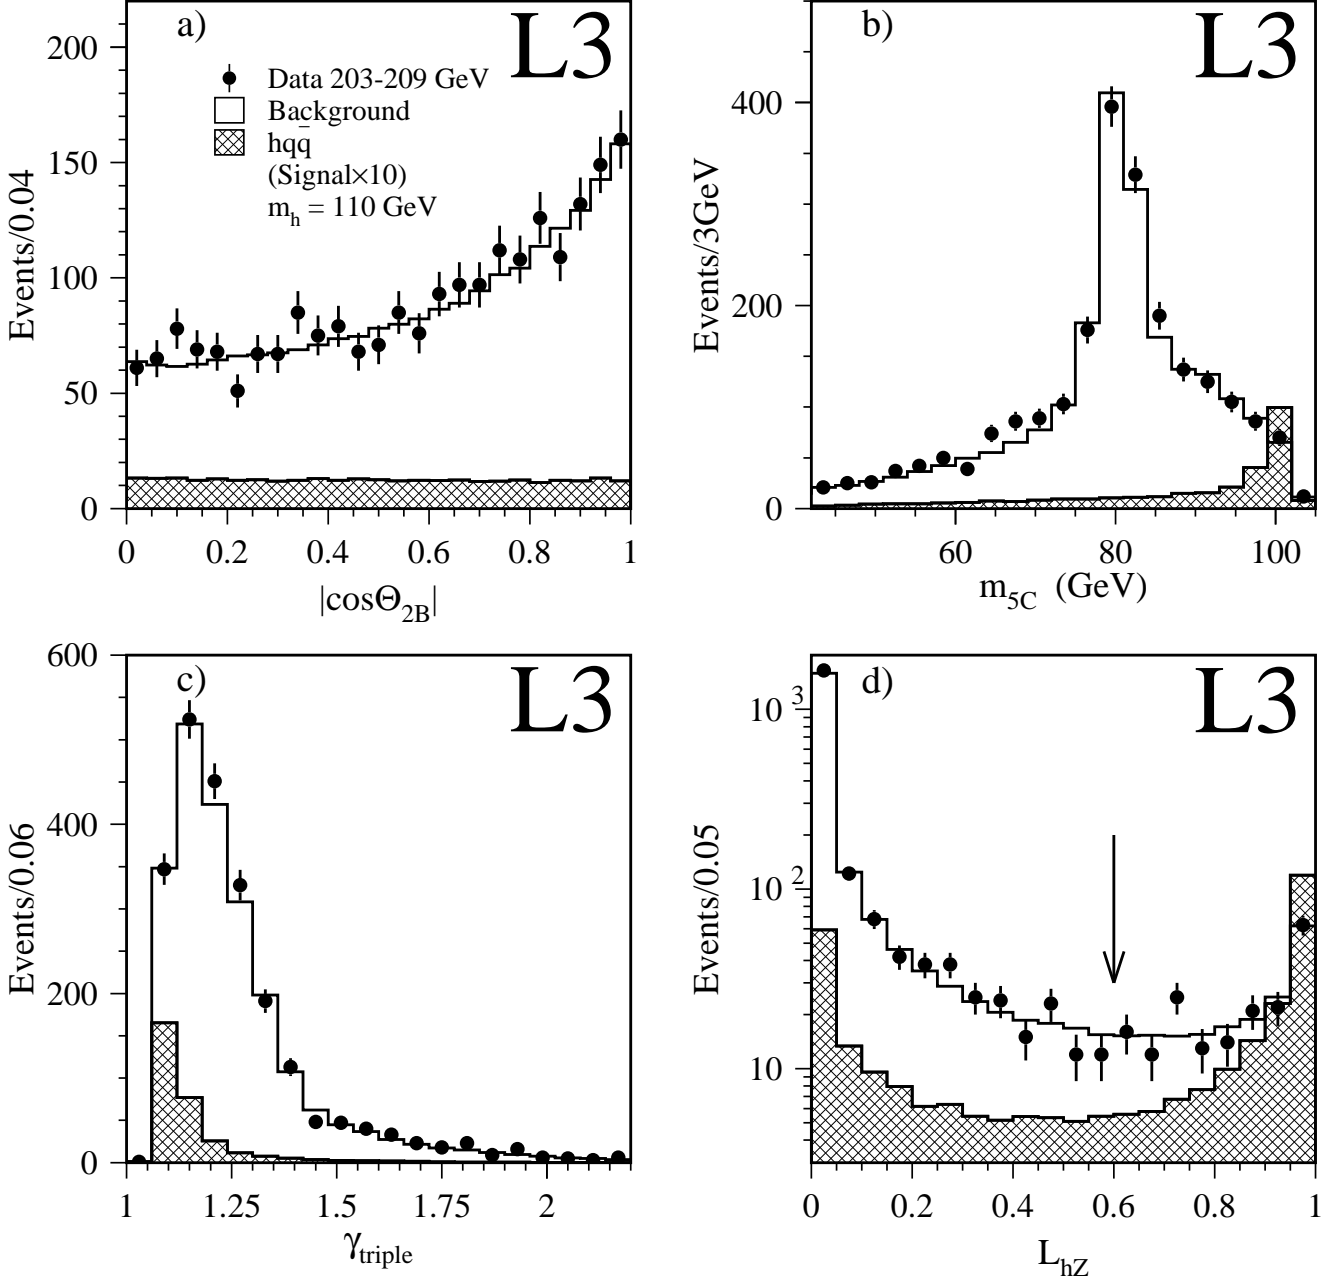 a)
L3
Data 203-209 GeV
Background
hqq̄
(Signal×10)
m_h = 110 GeV
Events/0.04
200
150
100
50
0
0 0.2 0.4 0.6 0.8 1
|cosΘ_2B|
b)
L3
Events/3GeV
400
200
0
60 80 100
m_5C (GeV)
c)
L3
Events/0.06
600
400
200
0
1 1.25 1.5 1.75 2
γ_triple
d)
L3
Events/0.05
10^3
10^2
10
0 0.2 0.4 0.6 0.8 1
L_hZ